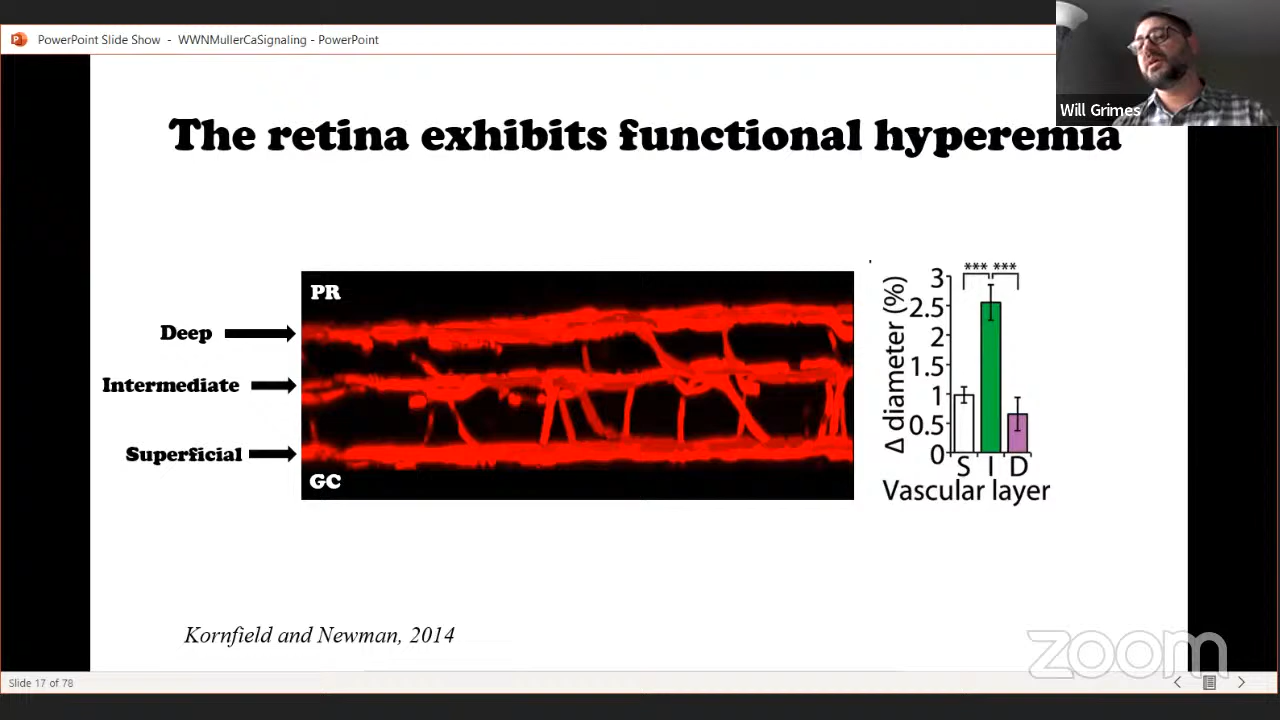 PowerPoint Slide Show - WWNMullerCaSignaling - PowerPoint
Will Grimes
The retina exhibits functional hyperemia
PR
Deep
Intermediate
Superficial
GC
*** ***
3
2.5
2
1.5
1
0.5
0
Δ diameter (%)
S I D
Vascular layer
Kornfield and Newman, 2014
zoom
Slide 17 of 78